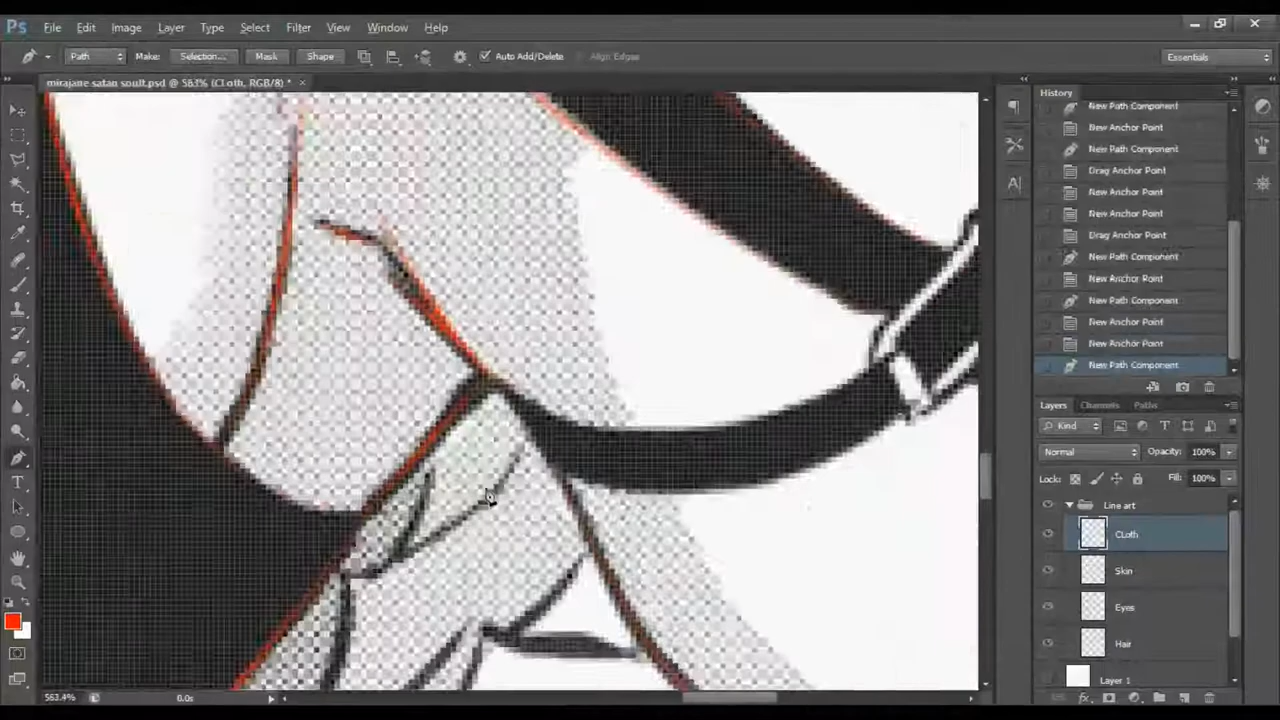 Ps File Edit Image Layer Type Select Filter View Window Help
Path Make: Selection... Mask Shape Auto Add/Delete Align Edges Essentials
mirajane satan soult.psd @ 563% (CLoth, RGB/8) * ×
History
New Path Component
New Anchor Point
New Path Component
Drag Anchor Point
New Anchor Point
New Anchor Point
Drag Anchor Point
New Path Component
New Anchor Point
New Path Component
New Anchor Point
New Anchor Point
New Path Component
Layers Channels Paths
Kind
Normal Opacity: 100%
Lock: Fill: 100%
Line art
CLoth
Skin
Eyes
Hair
Layer 1
563.4% 0.0s